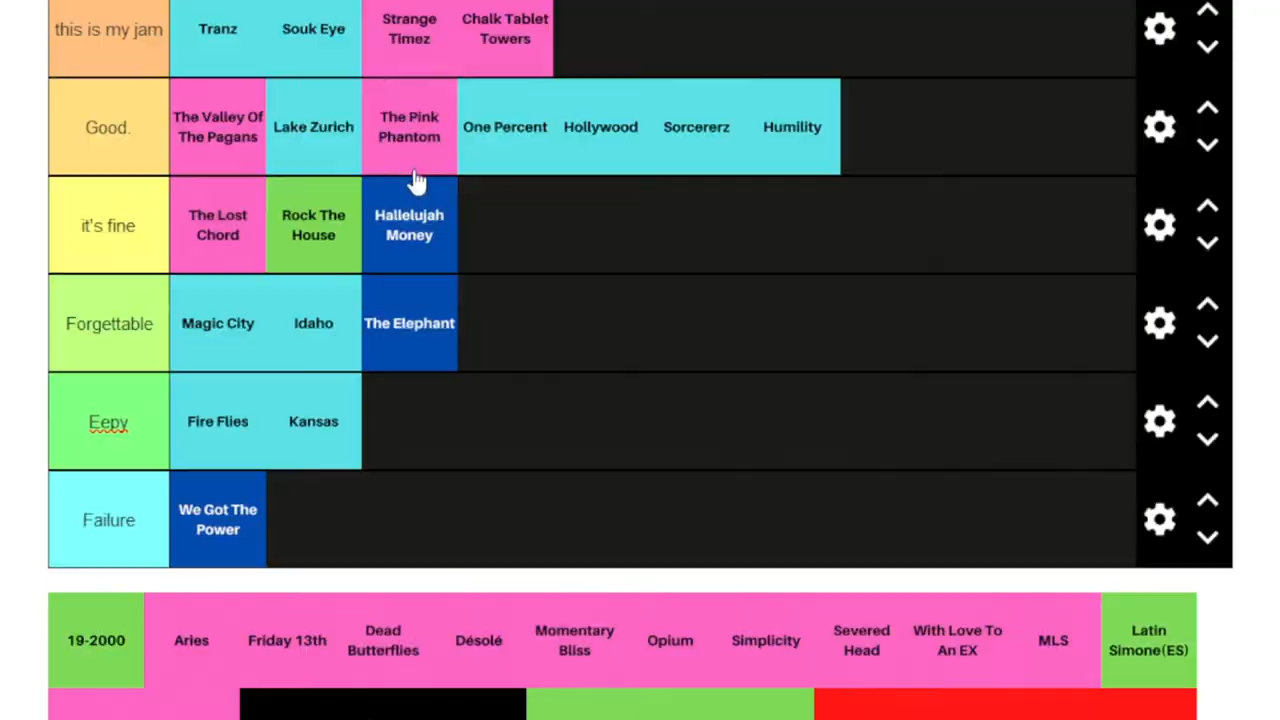 this is my jam
Tranz
Souk Eye
Strange
Timez
Chalk Tablet
Towers
Good.
The Valley Of
The Pagans
Lake Zurich
The Pink
Phantom
One Percent
Hollywood
Sorcererz
Humility
it's fine
The Lost
Chord
Rock The
House
Hallelujah
Money
Forgettable
Magic City
Idaho
The Elephant
Eepy
Fire Flies
Kansas
Failure
We Got The
Power
19-2000
Aries
Friday 13th
Dead
Butterflies
Désolé
Momentary
Bliss
Opium
Simplicity
Severed
Head
With Love To
An EX
MLS
Latin
Simone(ES)